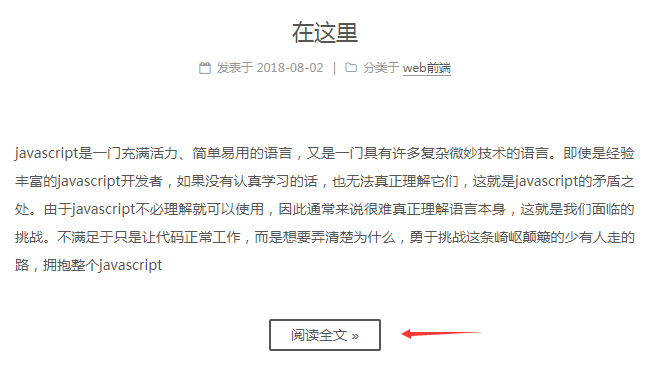 在这里
发表于 2018-08-02 | 分类于 web前端
javascript是一门充满活力、简单易用的语言，又是一门具有许多复杂微妙技术的语言。即使是经验
丰富的javascript开发者，如果没有认真学习的话，也无法真正理解它们，这就是javascript的矛盾之
处。由于javascript不必理解就可以使用，因此通常来说很难真正理解语言本身，这就是我们面临的
挑战。不满足于只是让代码正常工作，而是想要弄清楚为什么，勇于挑战这条崎岖颠簸的少有人走的
路，拥抱整个javascript
阅读全文 »